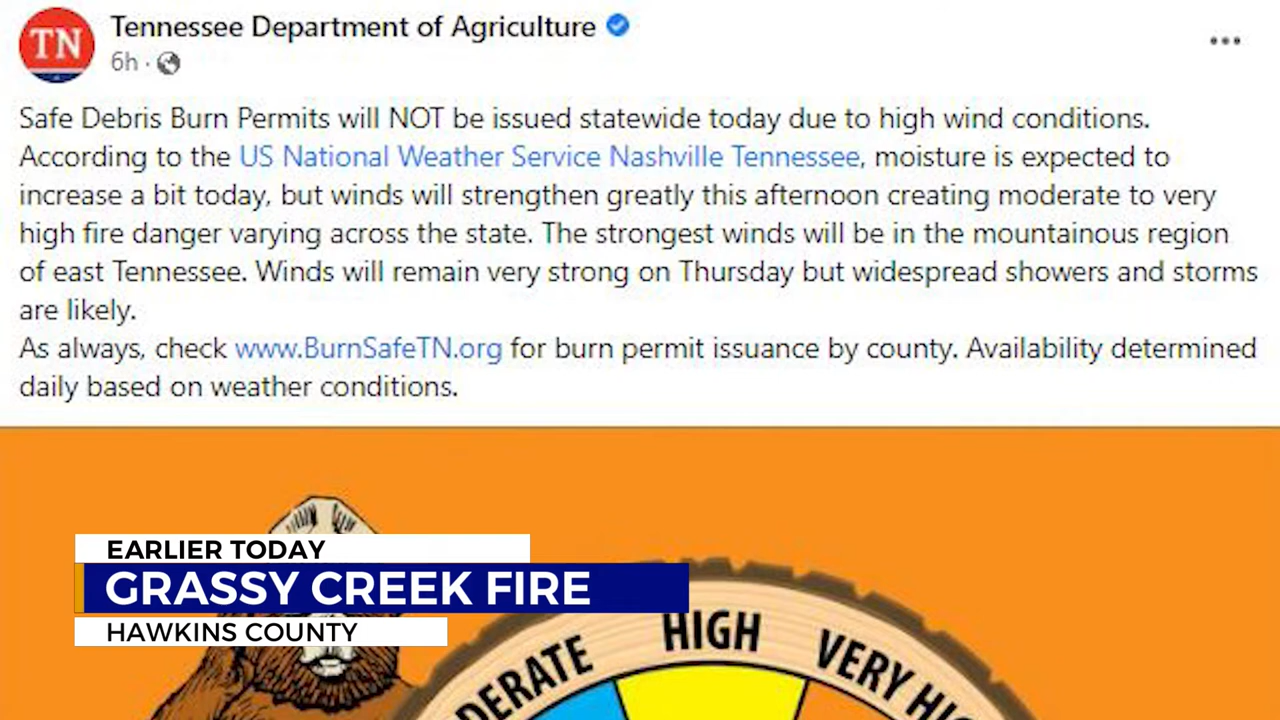 TN
Tennessee Department of Agriculture
6h ·
Safe Debris Burn Permits will NOT be issued statewide today due to high wind conditions.
According to the US National Weather Service Nashville Tennessee, moisture is expected to
increase a bit today, but winds will strengthen greatly this afternoon creating moderate to very
high fire danger varying across the state. The strongest winds will be in the mountainous region
of east Tennessee. Winds will remain very strong on Thursday but widespread showers and storms
are likely.
As always, check www.BurnSafeTN.org for burn permit issuance by county. Availability determined
daily based on weather conditions.
EARLIER TODAY
GRASSY CREEK FIRE
HAWKINS COUNTY
DERATE
HIGH
VERY HIG